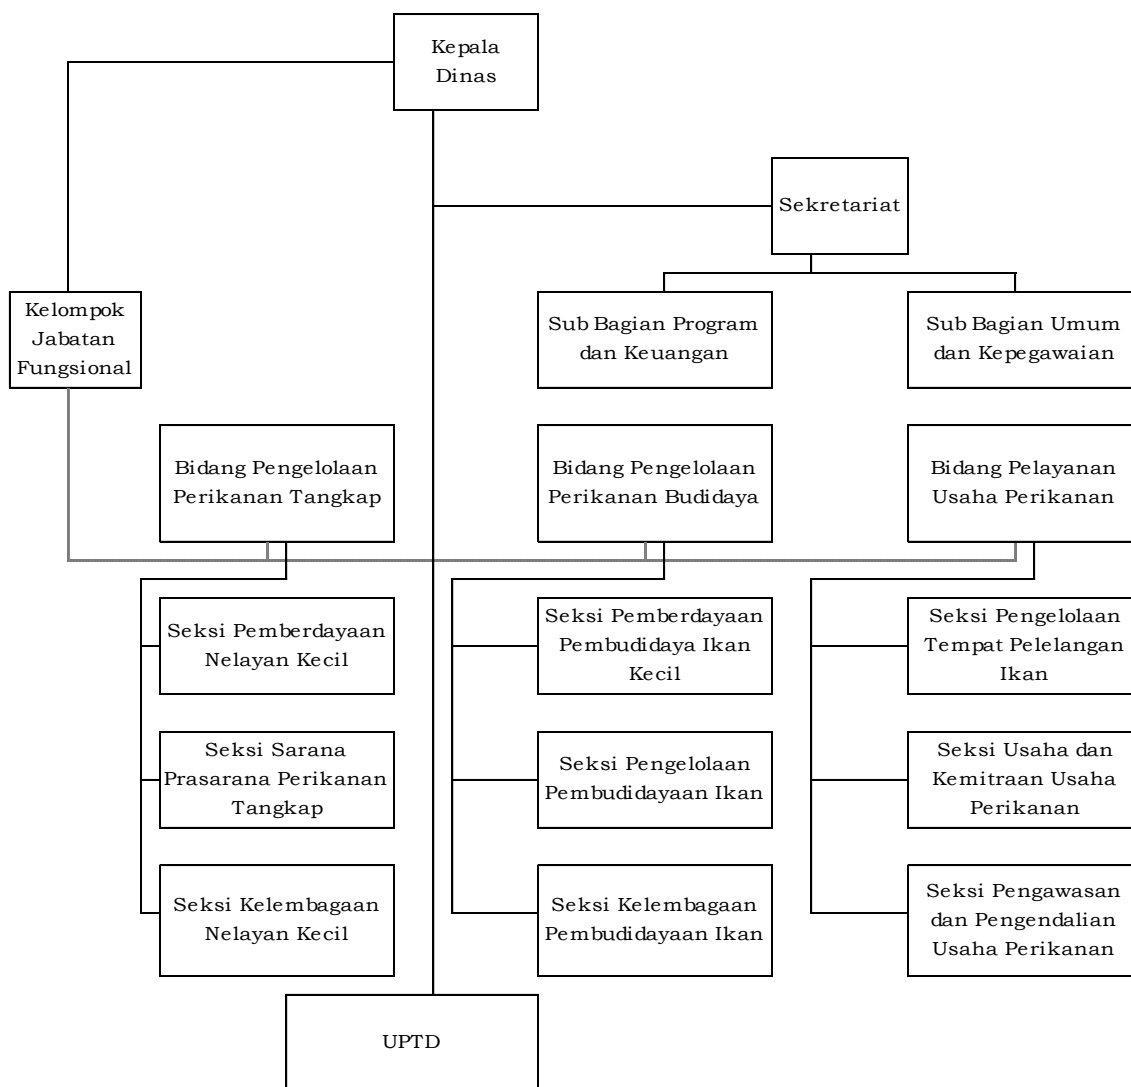 Kepala
Dinas
Sekretariat
Kelompok
Jabatan
Fungsional
Sub Bagian Program
dan Keuangan
Sub Bagian Umum
dan Kepegawaian
Bidang Pengelolaan
Perikanan Tangkap
Bidang Pengelolaan
Perikanan Budidaya
Bidang Pelayanan
Usaha Perikanan
Seksi Pemberdayaan
Nelayan Kecil
Seksi Pemberdayaan
Pembudidaya Ikan
Kecil
Seksi Pengelolaan
Tempat Pelelangan
Ikan
Seksi Sarana
Prasarana Perikanan
Tangkap
Seksi Pengelolaan
Pembudidayaan Ikan
Seksi Usaha dan
Kemitraan Usaha
Perikanan
Seksi Kelembagaan
Nelayan Kecil
Seksi Kelembagaan
Pembudidayaan Ikan
Seksi Pengawasan
dan Pengendalian
Usaha Perikanan
UPTD